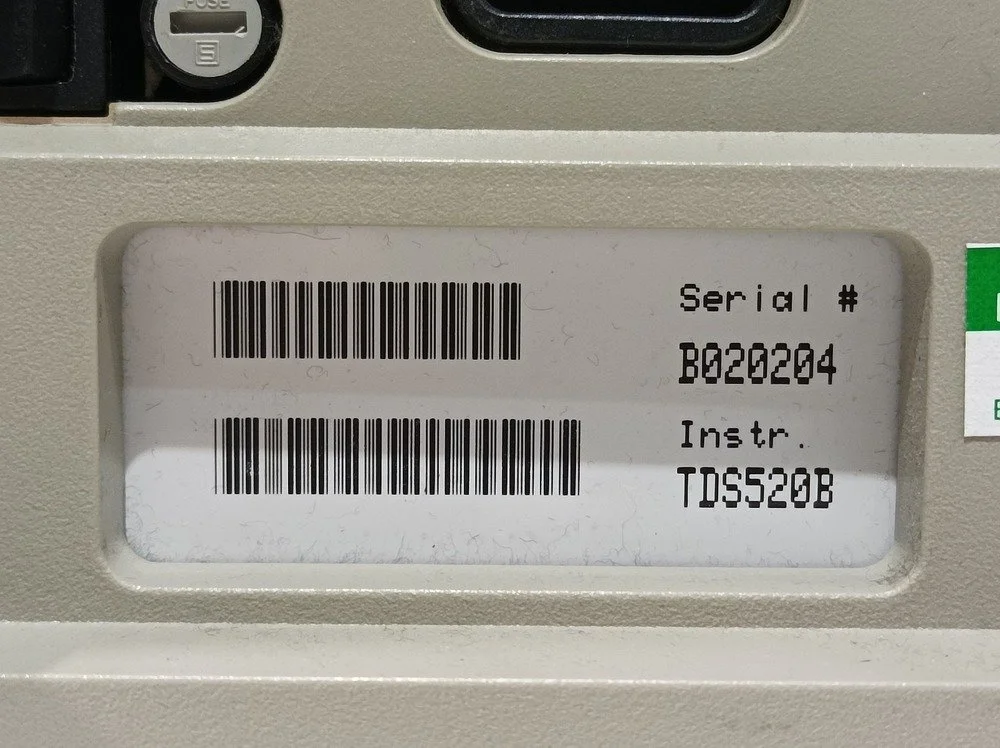 FUSE
Serial #
B020204
Instr.
TDS520B